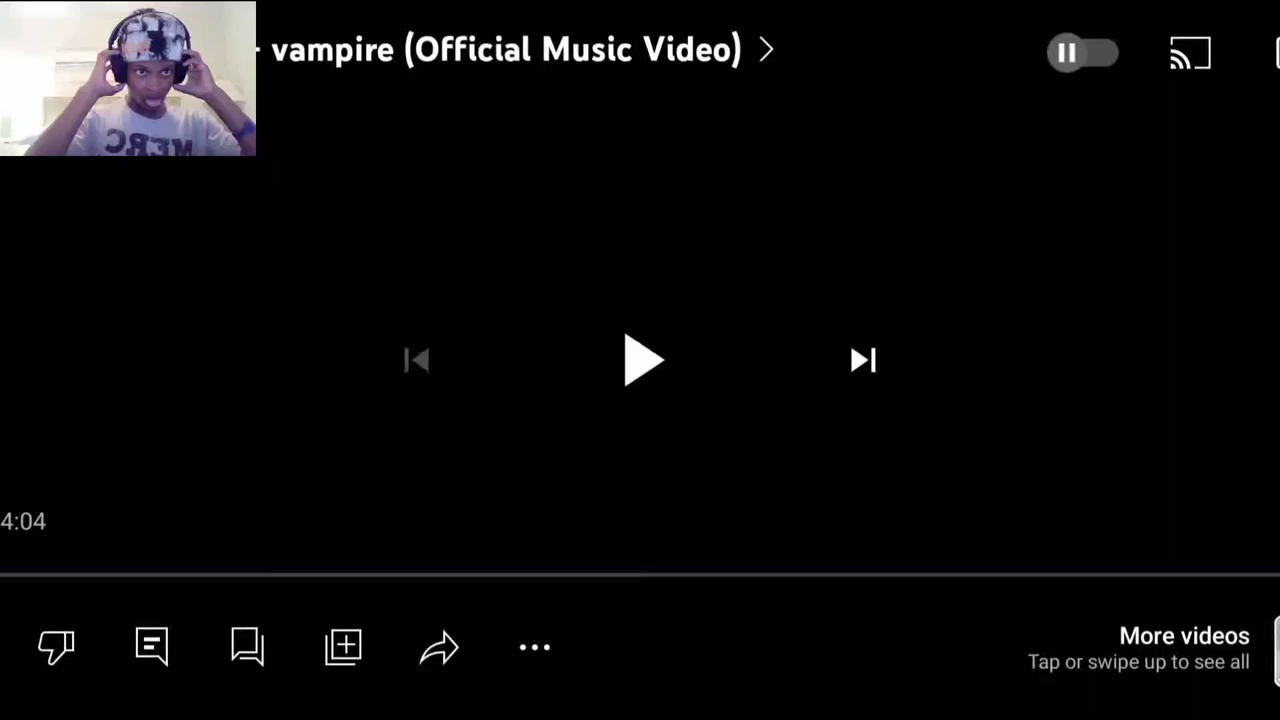 - vampire (Official Music Video)
4:04
More videos
Tap or swipe up to see all